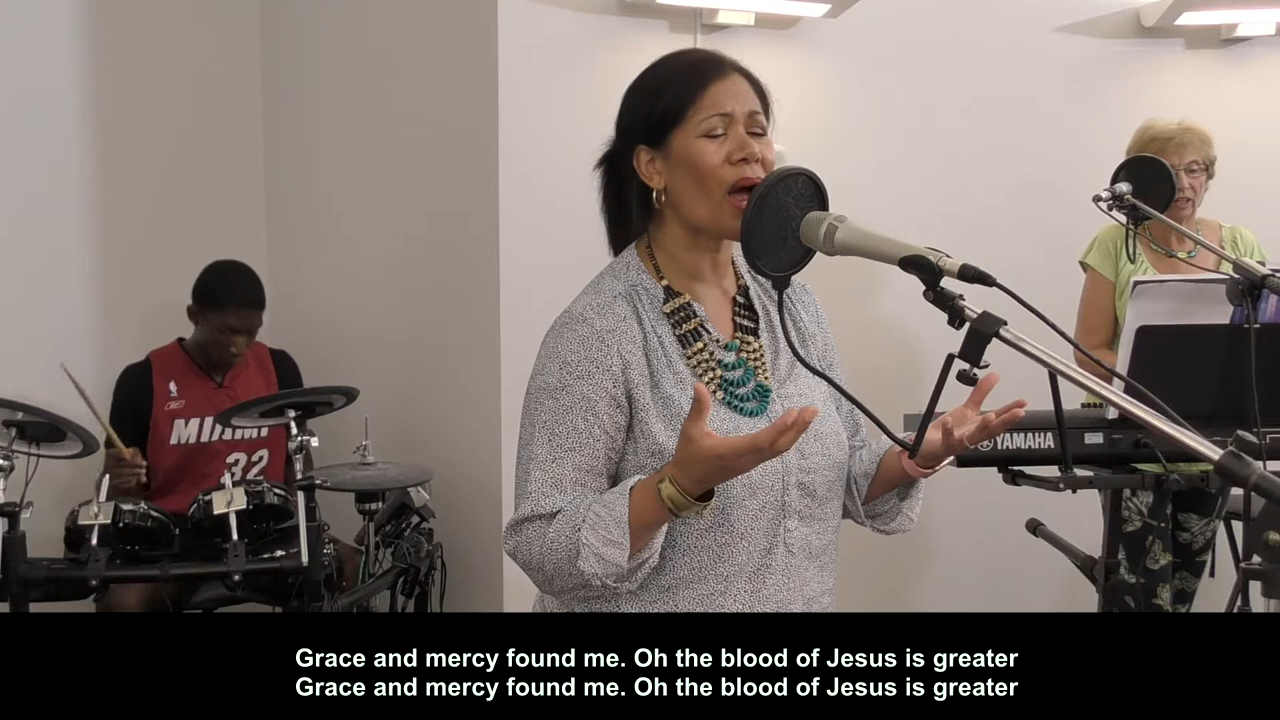 MIAMI
32
YAMAHA
Grace and mercy found me. Oh the blood of Jesus is greater
Grace and mercy found me. Oh the blood of Jesus is greater